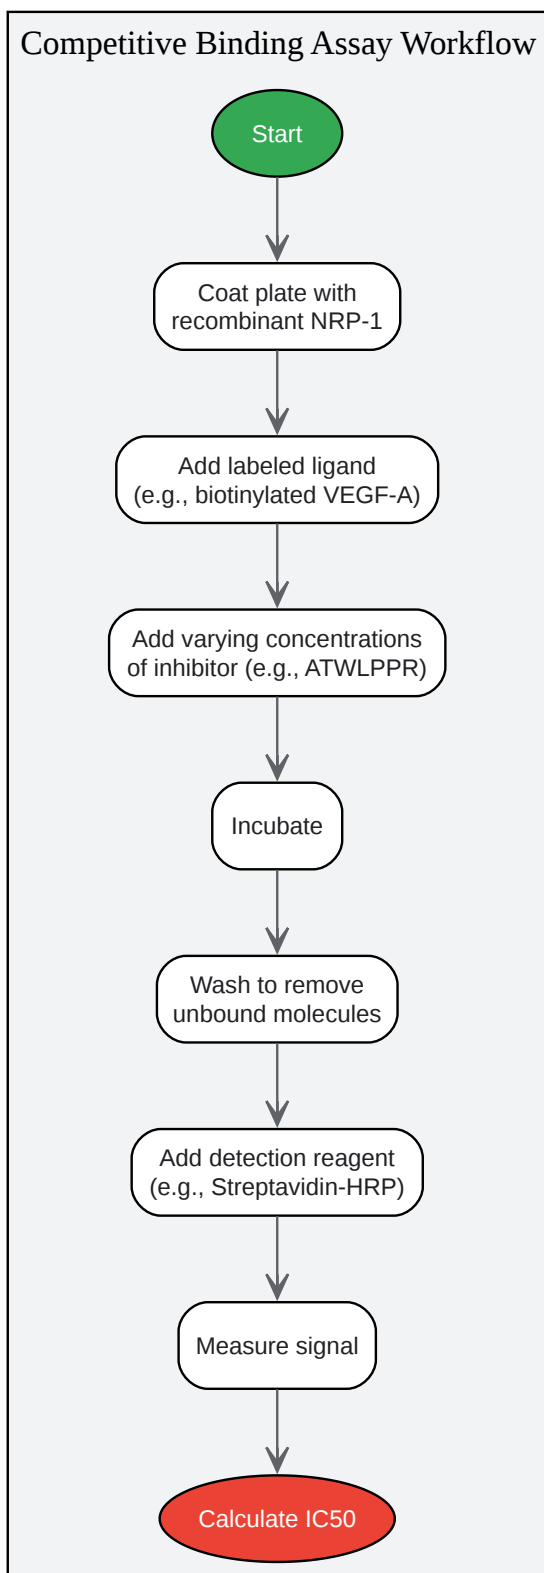 Competitive Binding Assay Workflow
Start
Coat plate with
recombinant NRP-1
Add labeled ligand
(e.g., biotinylated VEGF-A)
Add varying concentrations
of inhibitor (e.g., ATWLPPR)
Incubate
Wash to remove
unbound molecules
Add detection reagent
(e.g., Streptavidin-HRP)
Measure signal
Calculate IC50